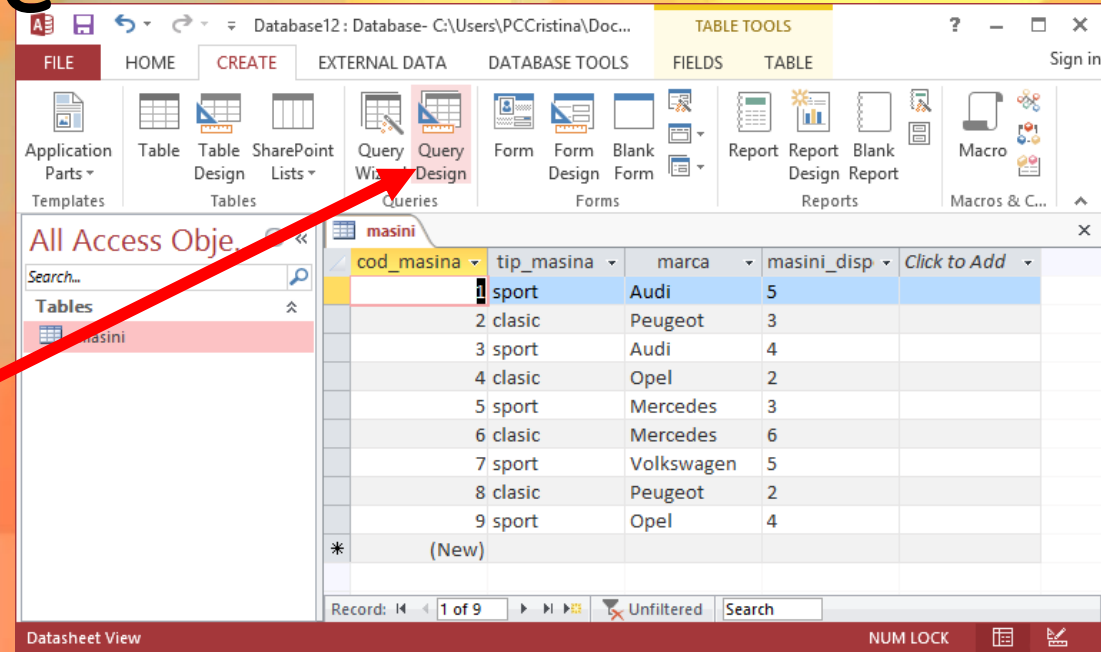 Database12 : Database- C:\Users\PCCristina\Doc... TABLE TOOLS ?
FILE HOME CREATE EXTERNAL DATA DATABASE TOOLS FIELDS TABLE Sign in
Application Parts Table Table Design SharePoint Lists Query Query Design Form Form Design Blank Form Report Report Design Blank Report Macro
Templates Tables Queries Forms Reports Macros & C...
All Access Obje.
Search...
Tables
masini
masini
cod_masina tip_masina marca masini_disp Click to Add
1 sport Audi 5
2 clasic Peugeot 3
3 sport Audi 4
4 clasic Opel 2
5 sport Mercedes 3
6 clasic Mercedes 6
7 sport Volkswagen 5
8 clasic Peugeot 2
9 sport Opel 4
* (New)
Record: 1 of 9 Unfiltered Search
Datasheet View NUM LOCK